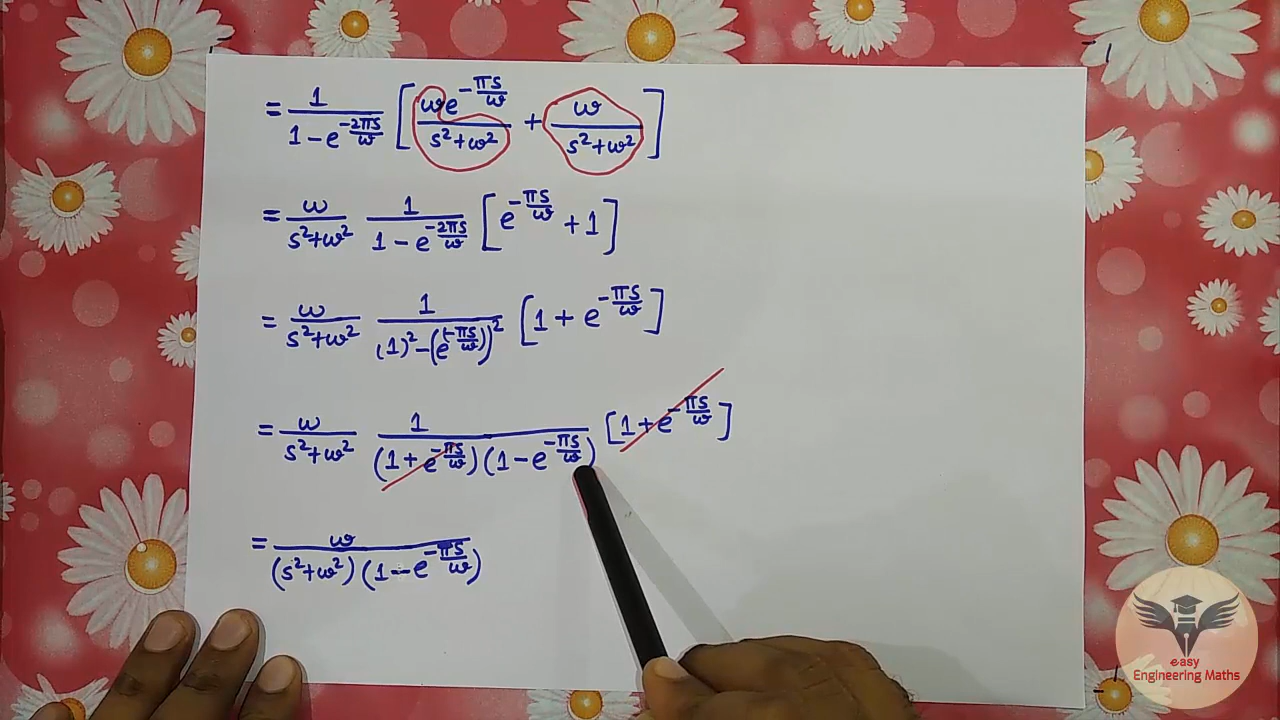 = 1/(1-e^(-2πs/ω)) [ωe^(-πs/ω)/(s²+ω²) + ω/(s²+ω²)]
= ω/(s²+ω²) 1/(1-e^(-2πs/ω)) [e^(-πs/ω) + 1]
= ω/(s²+ω²) 1/((1)²-(e^(-πs/ω))²) [1 + e^(-πs/ω)]
= ω/(s²+ω²) 1/((1+e^(-πs/ω))(1-e^(-πs/ω))) [1+e^(-πs/ω)]
= ω/((s²+ω²)(1-e^(-πs/ω)))
easy
Engineering Maths